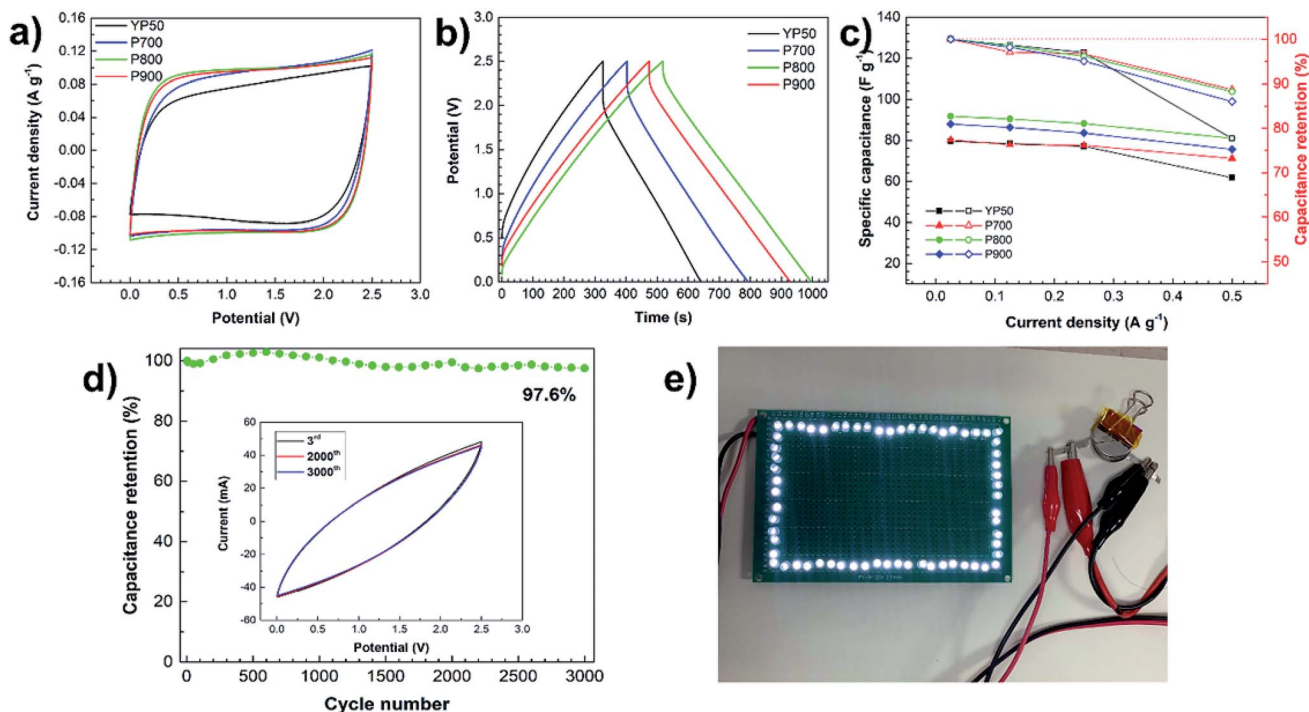 a)
YP50
P700
P800
P900
Current density (A g⁻¹)
0.16
0.12
0.08
0.04
0.00
-0.04
-0.08
-0.12
-0.16
0.0 0.5 1.0 1.5 2.0 2.5 3.0
Potential (V)
b)
YP50
P700
P800
P900
Potential (V)
3.0
2.5
2.0
1.5
1.0
0.5
0.0
0 100 200 300 400 500 600 700 800 900 1000
Time (s)
c)
Specific capacitance (F g⁻¹)
140
120
100
80
60
40
20
YP50
P700
P800
P900
0.0 0.1 0.2 0.3 0.4 0.5
Current density (A g⁻¹)
100
95
90
85
80
75
70
65
60
55
50
Capacitance retention (%)
d)
Capacitance retention (%)
100
80
60
40
20
0
97.6%
3rd
2000th
3000th
Current (mA)
60
40
20
0
-20
-40
-60
0.0 0.5 1.0 1.5 2.0 2.5 3.0
Potential (V)
0 500 1000 1500 2000 2500 3000
Cycle number
e)